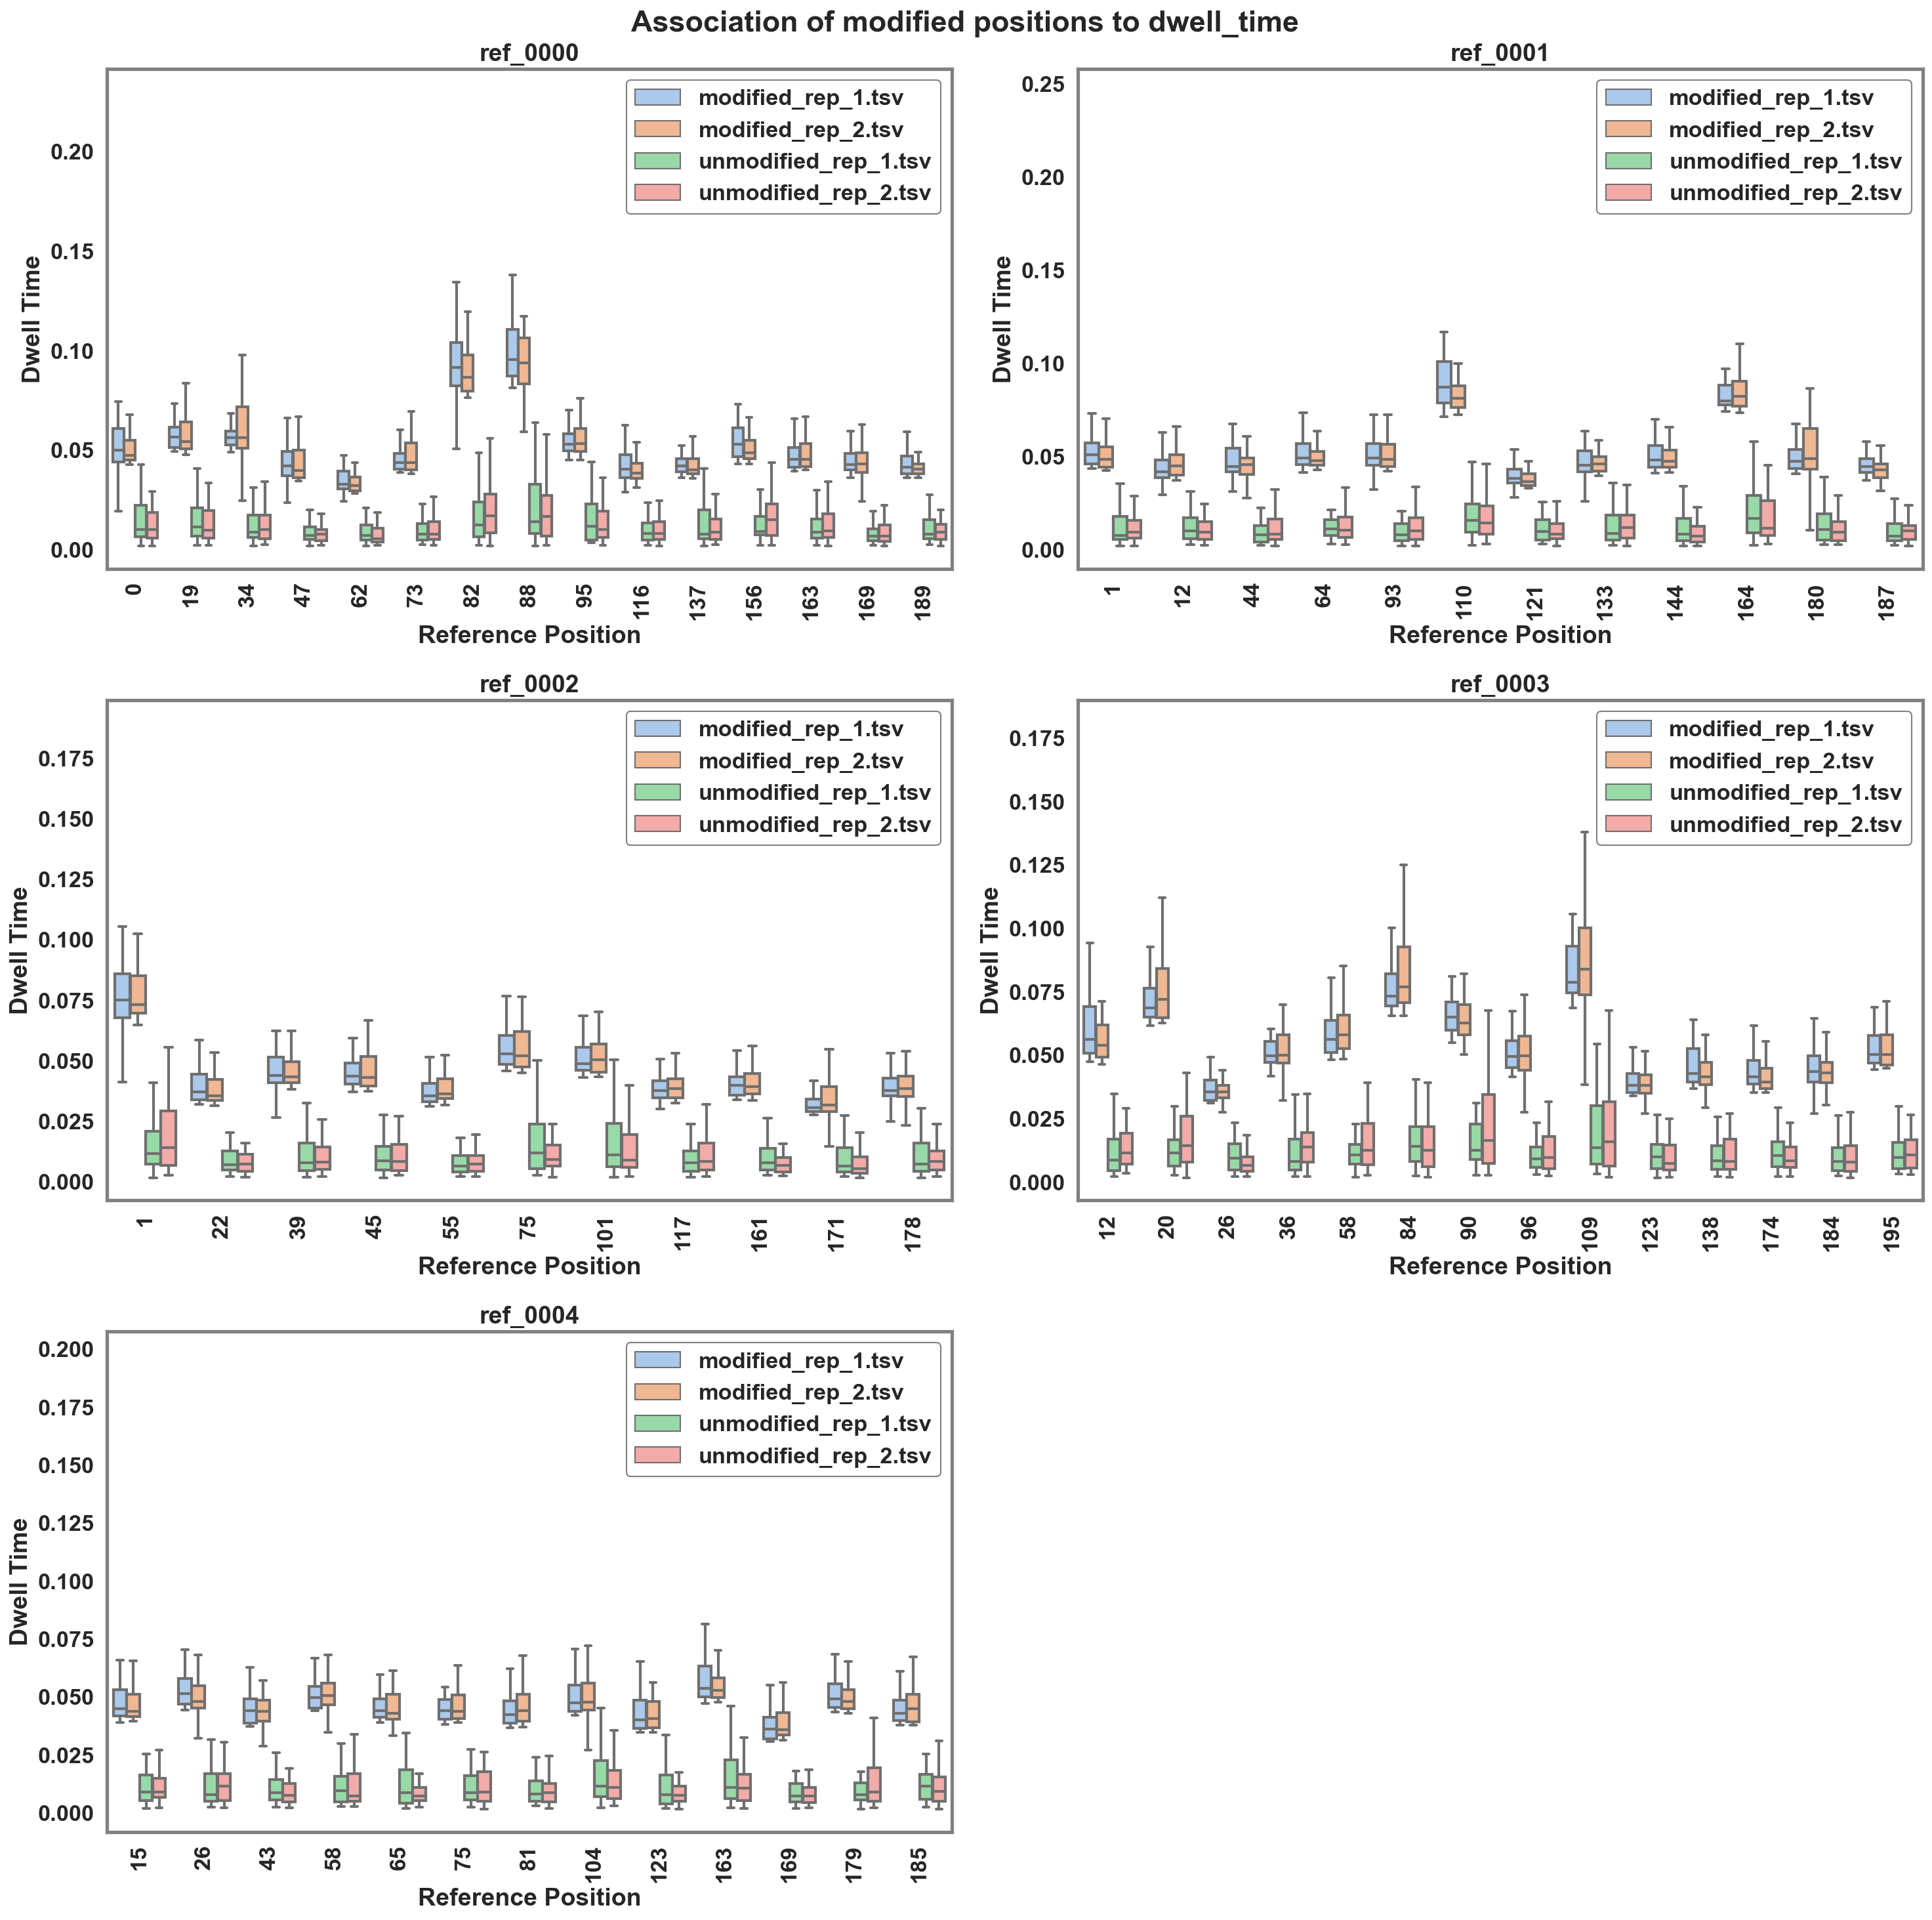 Association of modified positions to dwell_time
ref_0000
modified_rep_1.tsv
modified_rep_2.tsv
unmodified_rep_1.tsv
unmodified_rep_2.tsv
Dwell Time
0.20
0.15
0.10
0.05
0.00
0 19 34 47 62 73 82 88 95 116 137 156 163 169 189
Reference Position
ref_0001
modified_rep_1.tsv
modified_rep_2.tsv
unmodified_rep_1.tsv
unmodified_rep_2.tsv
Dwell Time
0.25
0.20
0.15
0.10
0.05
0.00
1 12 44 64 93 110 121 133 144 164 180 187
Reference Position
ref_0002
modified_rep_1.tsv
modified_rep_2.tsv
unmodified_rep_1.tsv
unmodified_rep_2.tsv
Dwell Time
0.175
0.150
0.125
0.100
0.075
0.050
0.025
0.000
1 22 39 45 55 75 101 117 161 171 178
Reference Position
ref_0003
modified_rep_1.tsv
modified_rep_2.tsv
unmodified_rep_1.tsv
unmodified_rep_2.tsv
Dwell Time
0.175
0.150
0.125
0.100
0.075
0.050
0.025
0.000
12 20 26 36 58 84 90 96 109 123 138 174 184 195
Reference Position
ref_0004
modified_rep_1.tsv
modified_rep_2.tsv
unmodified_rep_1.tsv
unmodified_rep_2.tsv
Dwell Time
0.200
0.175
0.150
0.125
0.100
0.075
0.050
0.025
0.000
15 26 43 58 65 75 81 104 123 163 169 179 185
Reference Position